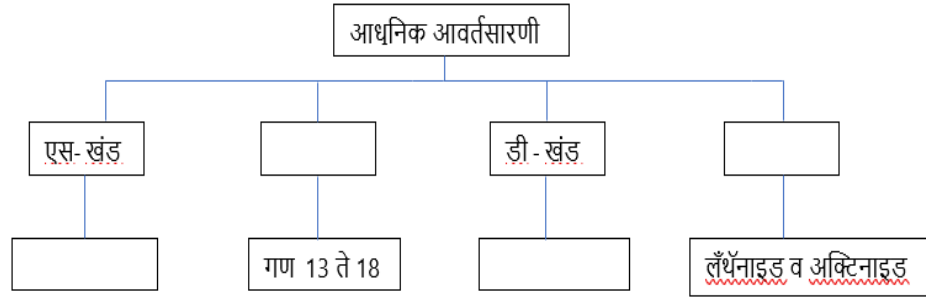 आधुनिक आवर्तसारणी
एस- खंड
डी - खंड
गण 13 ते 18
लँथॅनाइड व अक्टिनाइड